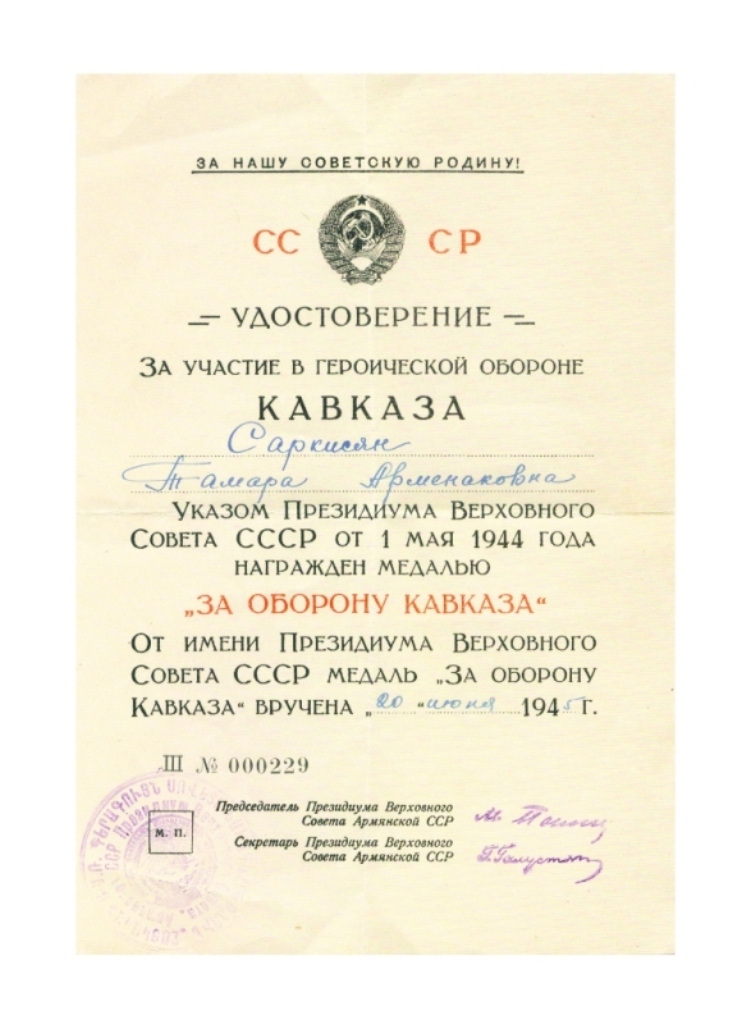 ЗА НАШУ СОВЕТСКУЮ РОДИНУ!
СССР
УДОСТОВЕРЕНИЕ
ЗА УЧАСТИЕ В ГЕРОИЧЕСКОЙ ОБОРОНЕ
КАВКАЗА
Саркисян
Тамара Арменаковна
УКАЗОМ ПРЕЗИДИУМА ВЕРХОВНОГО
СОВЕТА СССР ОТ 1 МАЯ 1944 ГОДА
НАГРАЖДЕН МЕДАЛЬЮ
„ЗА ОБОРОНУ КАВКАЗА“
ОТ ИМЕНИ ПРЕЗИДИУМА ВЕРХОВНОГО
СОВЕТА СССР МЕДАЛЬ „ЗА ОБОРОНУ
КАВКАЗА“ ВРУЧЕНА „20“ июня 1945 Г.
Ш № 000229
Председатель Президиума Верховного
Совета Армянской ССР
М. П.
Секретарь Президиума Верховного
Совета Армянской ССР